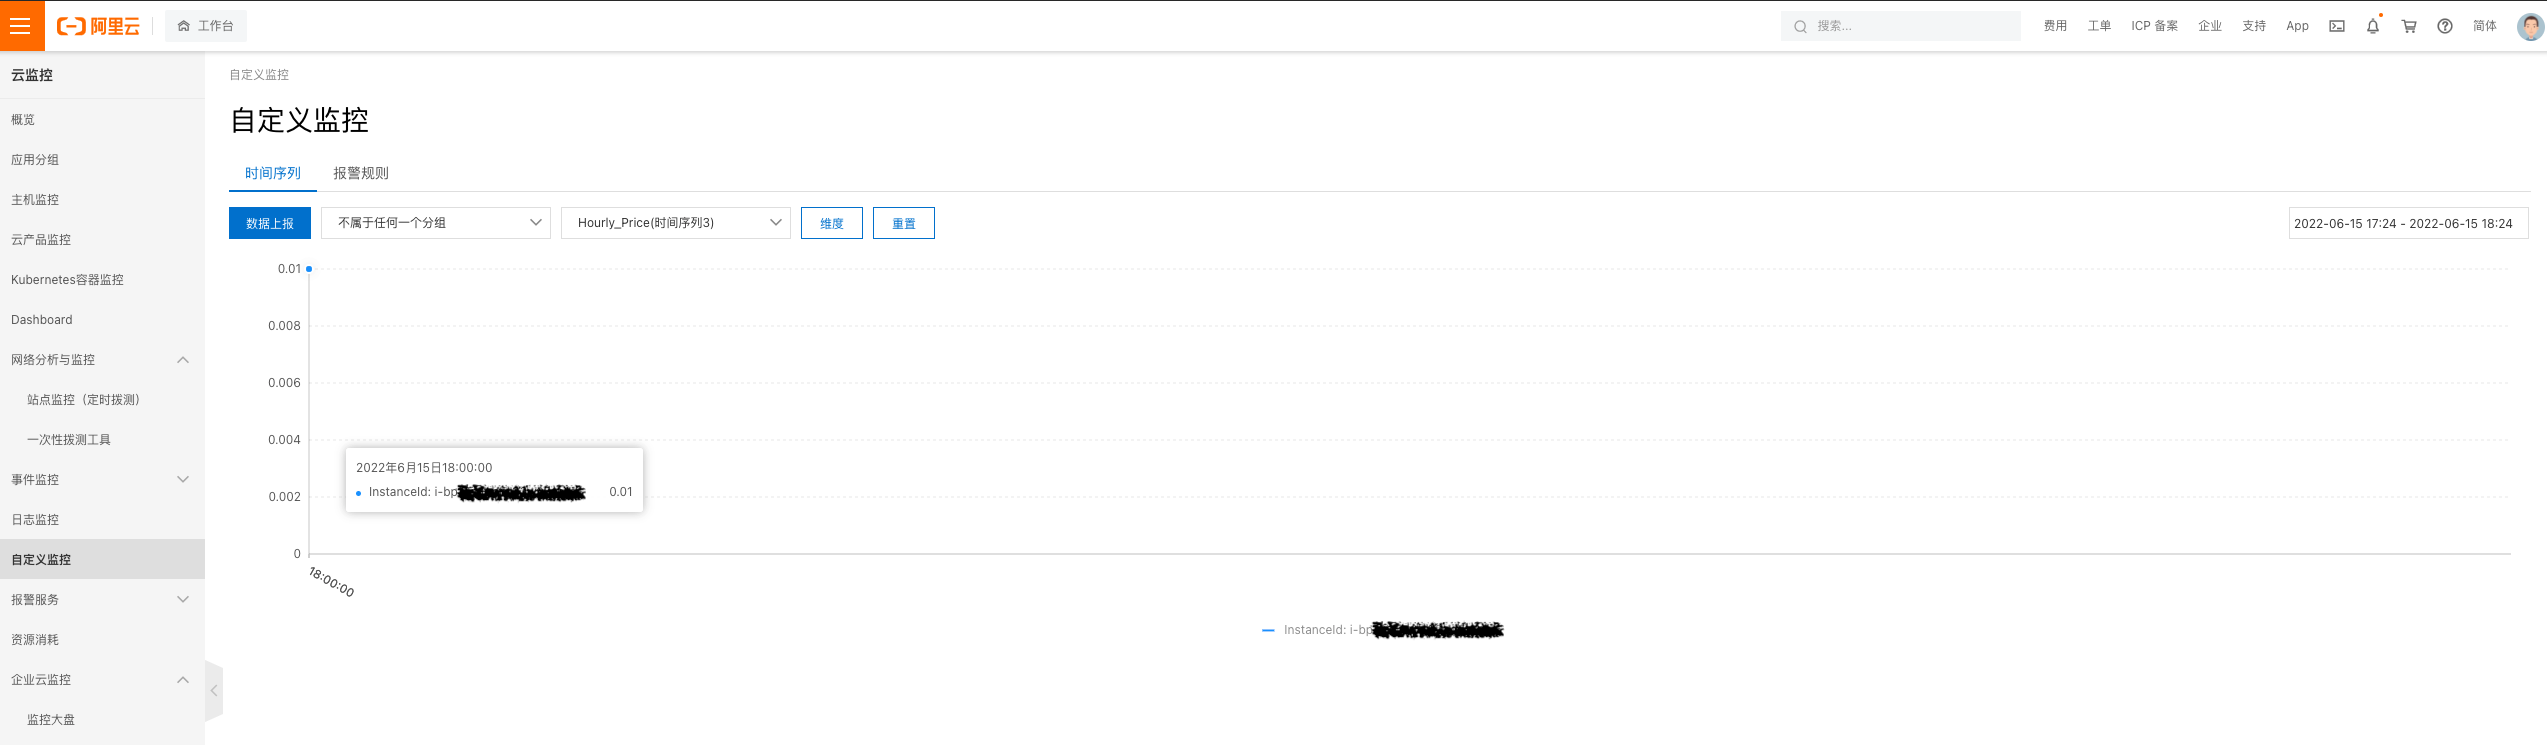 阿里云
工作台
搜索...
费用
工单
ICP 备案
企业
支持
App
简体
云监控
概览
应用分组
主机监控
云产品监控
Kubernetes容器监控
Dashboard
网络分析与监控
站点监控（定时拨测）
一次性拨测工具
事件监控
日志监控
自定义监控
报警服务
资源消耗
企业云监控
监控大盘
自定义监控
自定义监控
时间序列
报警规则
数据上报
不属于任何一个分组
Hourly_Price(时间序列3)
维度
重置
2022-06-15 17:24 - 2022-06-15 18:24
0.01
0.008
0.006
0.004
0.002
0
2022年6月15日18:00:00
InstanceId: i-bp 0.01
18:00:00
InstanceId: i-bp